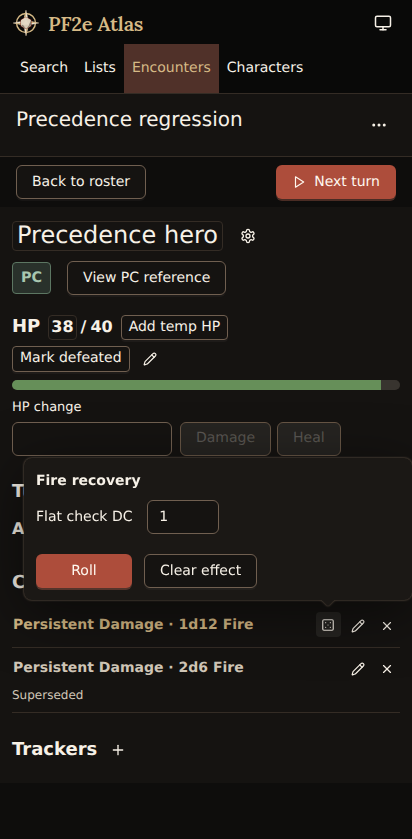 PF2e Atlas
Search Lists Encounters Characters
Precedence regression
...
Back to roster Next turn
Precedence hero
PC View PC reference
HP 38 / 40 Add temp HP
Mark defeated
HP change
Damage Heal
T
Fire recovery
A
Flat check DC 1
C
Roll Clear effect
Persistent Damage · 1d12 Fire
Persistent Damage · 2d6 Fire
Superseded
Trackers +